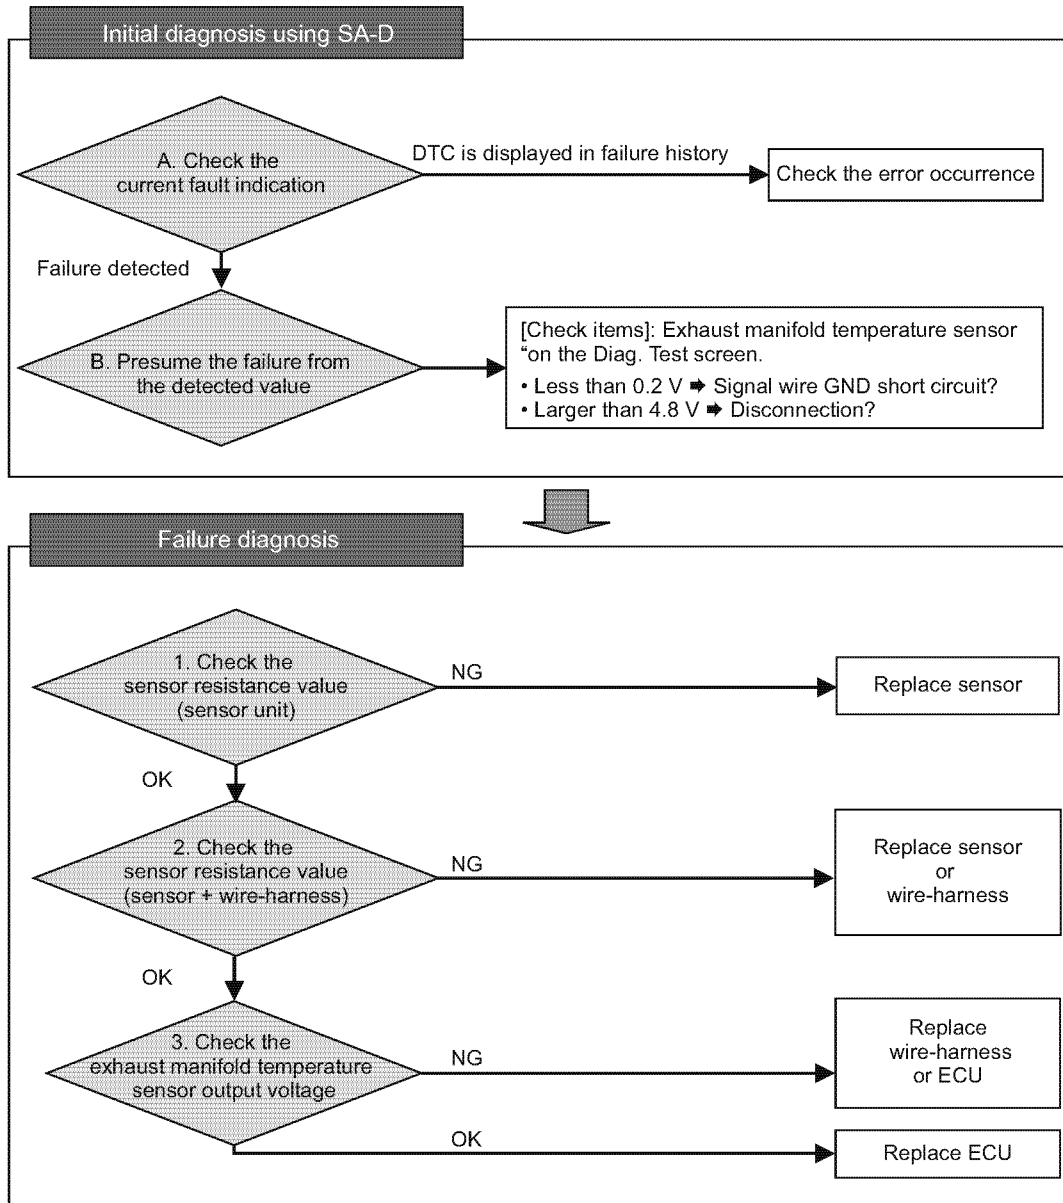 Initial diagnosis using SA-D
A. Check the
current fault indication
DTC is displayed in failure history
Check the error occurrence
Failure detected
B. Presume the failure from
the detected value
[Check items]: Exhaust manifold temperature sensor
“on the Diag. Test screen.
• Less than 0.2 V ➡ Signal wire GND short circuit?
• Larger than 4.8 V ➡ Disconnection?
Failure diagnosis
1. Check the
sensor resistance value
(sensor unit)
NG
Replace sensor
OK
2. Check the
sensor resistance value
(sensor + wire-harness)
NG
Replace sensor
or
wire-harness
OK
3. Check the
exhaust manifold temperature
sensor output voltage
NG
Replace
wire-harness
or ECU
OK
Replace ECU